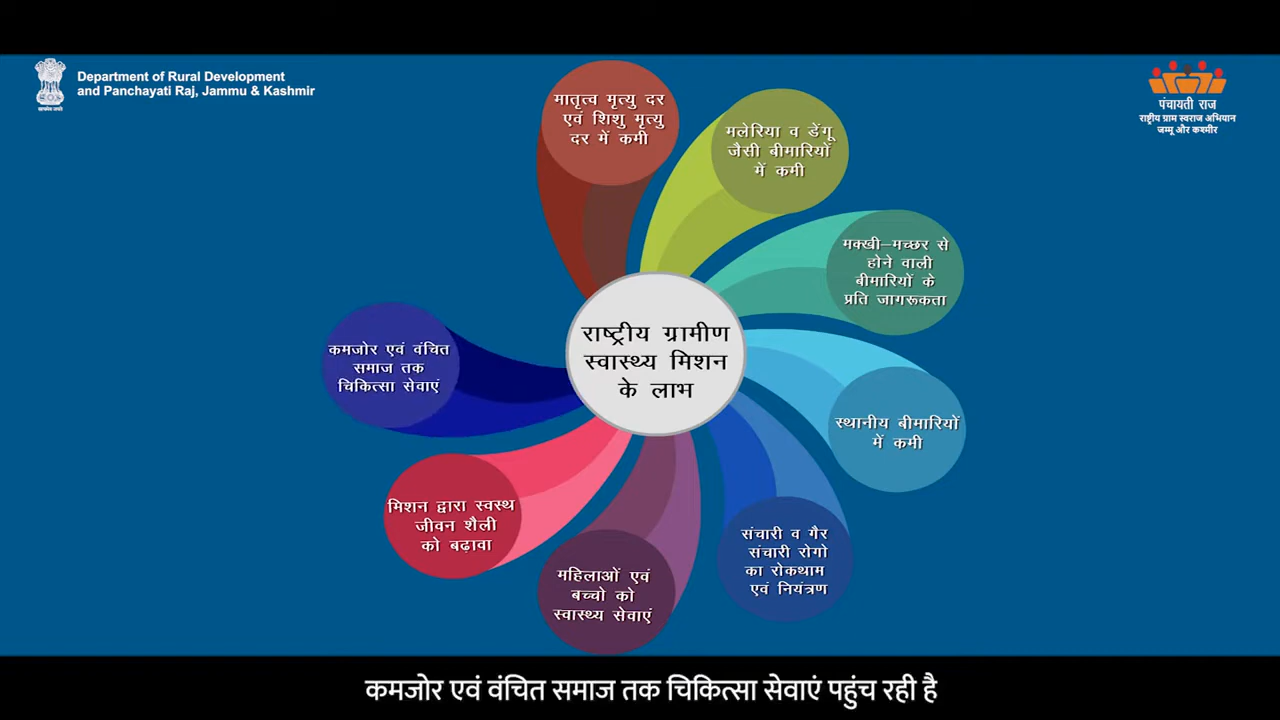 Department of Rural Development
and Panchayati Raj, Jammu & Kashmir
पंचायती राज
राष्ट्रीय ग्राम स्वराज अभियान
जम्मू और कश्मीर
मातृत्व मृत्यु दर
एवं शिशु मृत्यु
दर में कमी
मलेरिया व डेंगू
जैसी बीमारियों
में कमी
मक्खी-मच्छर से
होने वाली
बीमारियों के
प्रति जागरूकता
स्थानीय बीमारियों
में कमी
संचारी व गैर
संचारी रोगो
का रोकथाम
एवं नियंत्रण
महिलाओं एवं
बच्चो को
स्वास्थ्य सेवाएं
मिशन द्वारा स्वस्थ
जीवन शैली
को बढ़ावा
कमजोर एवं वंचित
समाज तक
चिकित्सा सेवाएं
राष्ट्रीय ग्रामीण
स्वास्थ्य मिशन
के लाभ
कमजोर एवं वंचित समाज तक चिकित्सा सेवाएं पहुंच रही है